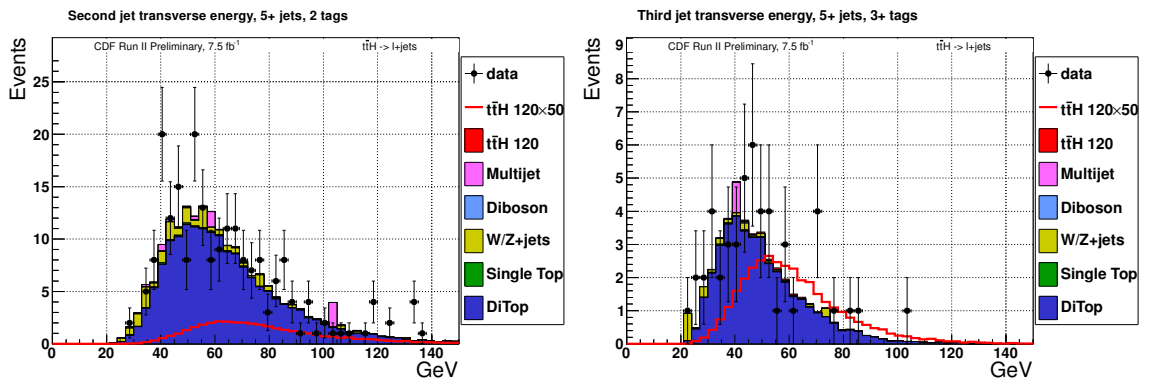 Second jet transverse energy, 5+ jets, 2 tags
CDF Run II Preliminary, 7.5 fb⁻¹
tt̄H -> l+jets
Events
25
20
15
10
5
0
0 20 40 60 80 100 120 140
GeV
data
tt̄H 120×50
tt̄H 120
Multijet
Diboson
W/Z+jets
Single Top
DiTop
Third jet transverse energy, 5+ jets, 3+ tags
CDF Run II Preliminary, 7.5 fb⁻¹
tt̄H -> l+jets
Events
9
8
7
6
5
4
3
2
1
0
0 20 40 60 80 100 120 140
GeV
data
tt̄H 120×50
tt̄H 120
Multijet
Diboson
W/Z+jets
Single Top
DiTop